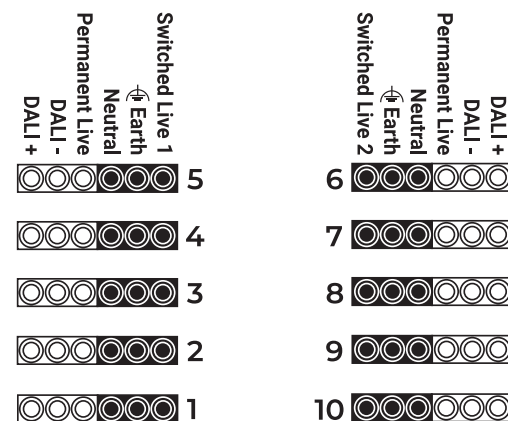 DALI +
DALI -
Permanent Live
Neutral
Earth
Switched Live 1
Switched Live 2
Earth
Neutral
Permanent Live
DALI -
DALI +
5
6
4
7
3
8
2
9
1
10